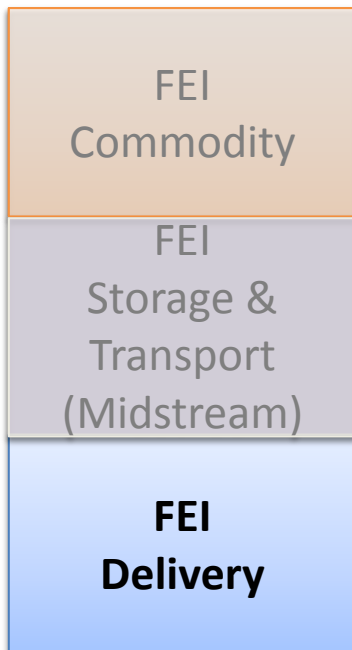 FEI
Commodity
FEI
Storage &
Transport
(Midstream)
FEI
Delivery